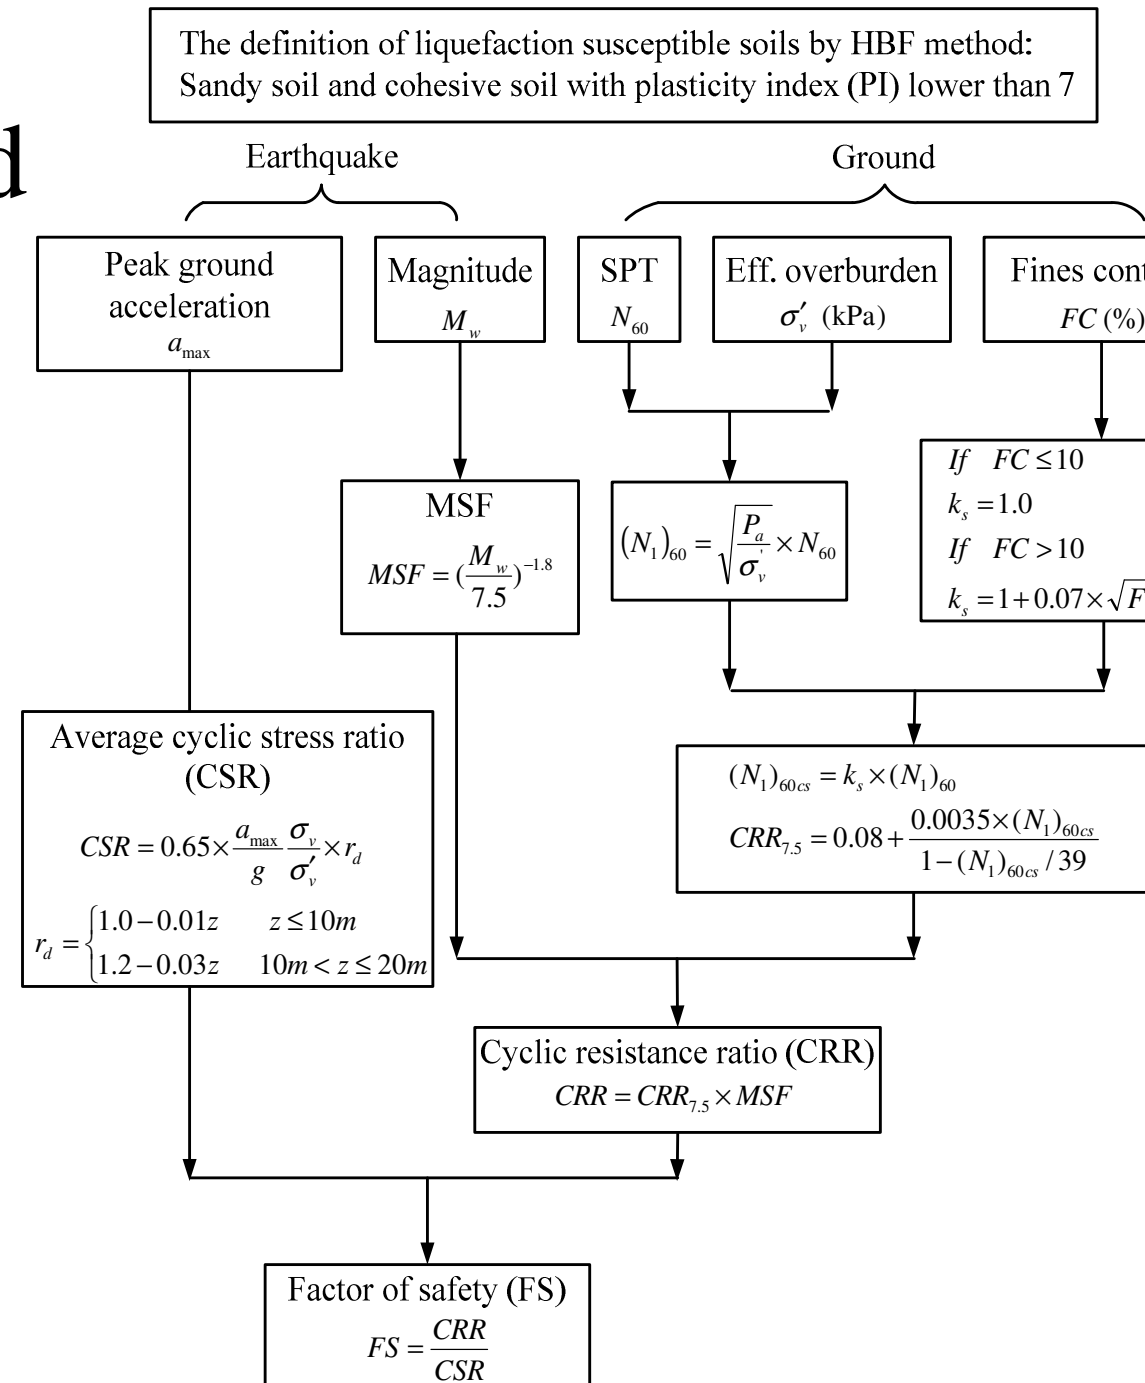 The definition of liquefaction susceptible soils by HBF method:
Sandy soil and cohesive soil with plasticity index (PI) lower than 7
d
Earthquake
Ground
Peak ground
acceleration
a_max
Magnitude
M_w
SPT
N_60
Eff. overburden
σ′_v (kPa)
Fines cont
FC (%)
If FC ≤ 10
k_s = 1.0
If FC > 10
k_s = 1 + 0.07 × √F
MSF
MSF = (M_w / 7.5)^−1.8
(N_1)_60 = √(P_a / σ'_v) × N_60
Average cyclic stress ratio
(CSR)
CSR = 0.65 × a_max / g σ_v / σ′_v × r_d
r_d = { 1.0 − 0.01z z ≤ 10m
1.2 − 0.03z 10m < z ≤ 20m
(N_1)_60cs = k_s × (N_1)_60
CRR_7.5 = 0.08 + 0.0035 × (N_1)_60cs / 1 − (N_1)_60cs / 39
Cyclic resistance ratio (CRR)
CRR = CRR_7.5 × MSF
Factor of safety (FS)
FS = CRR / CSR